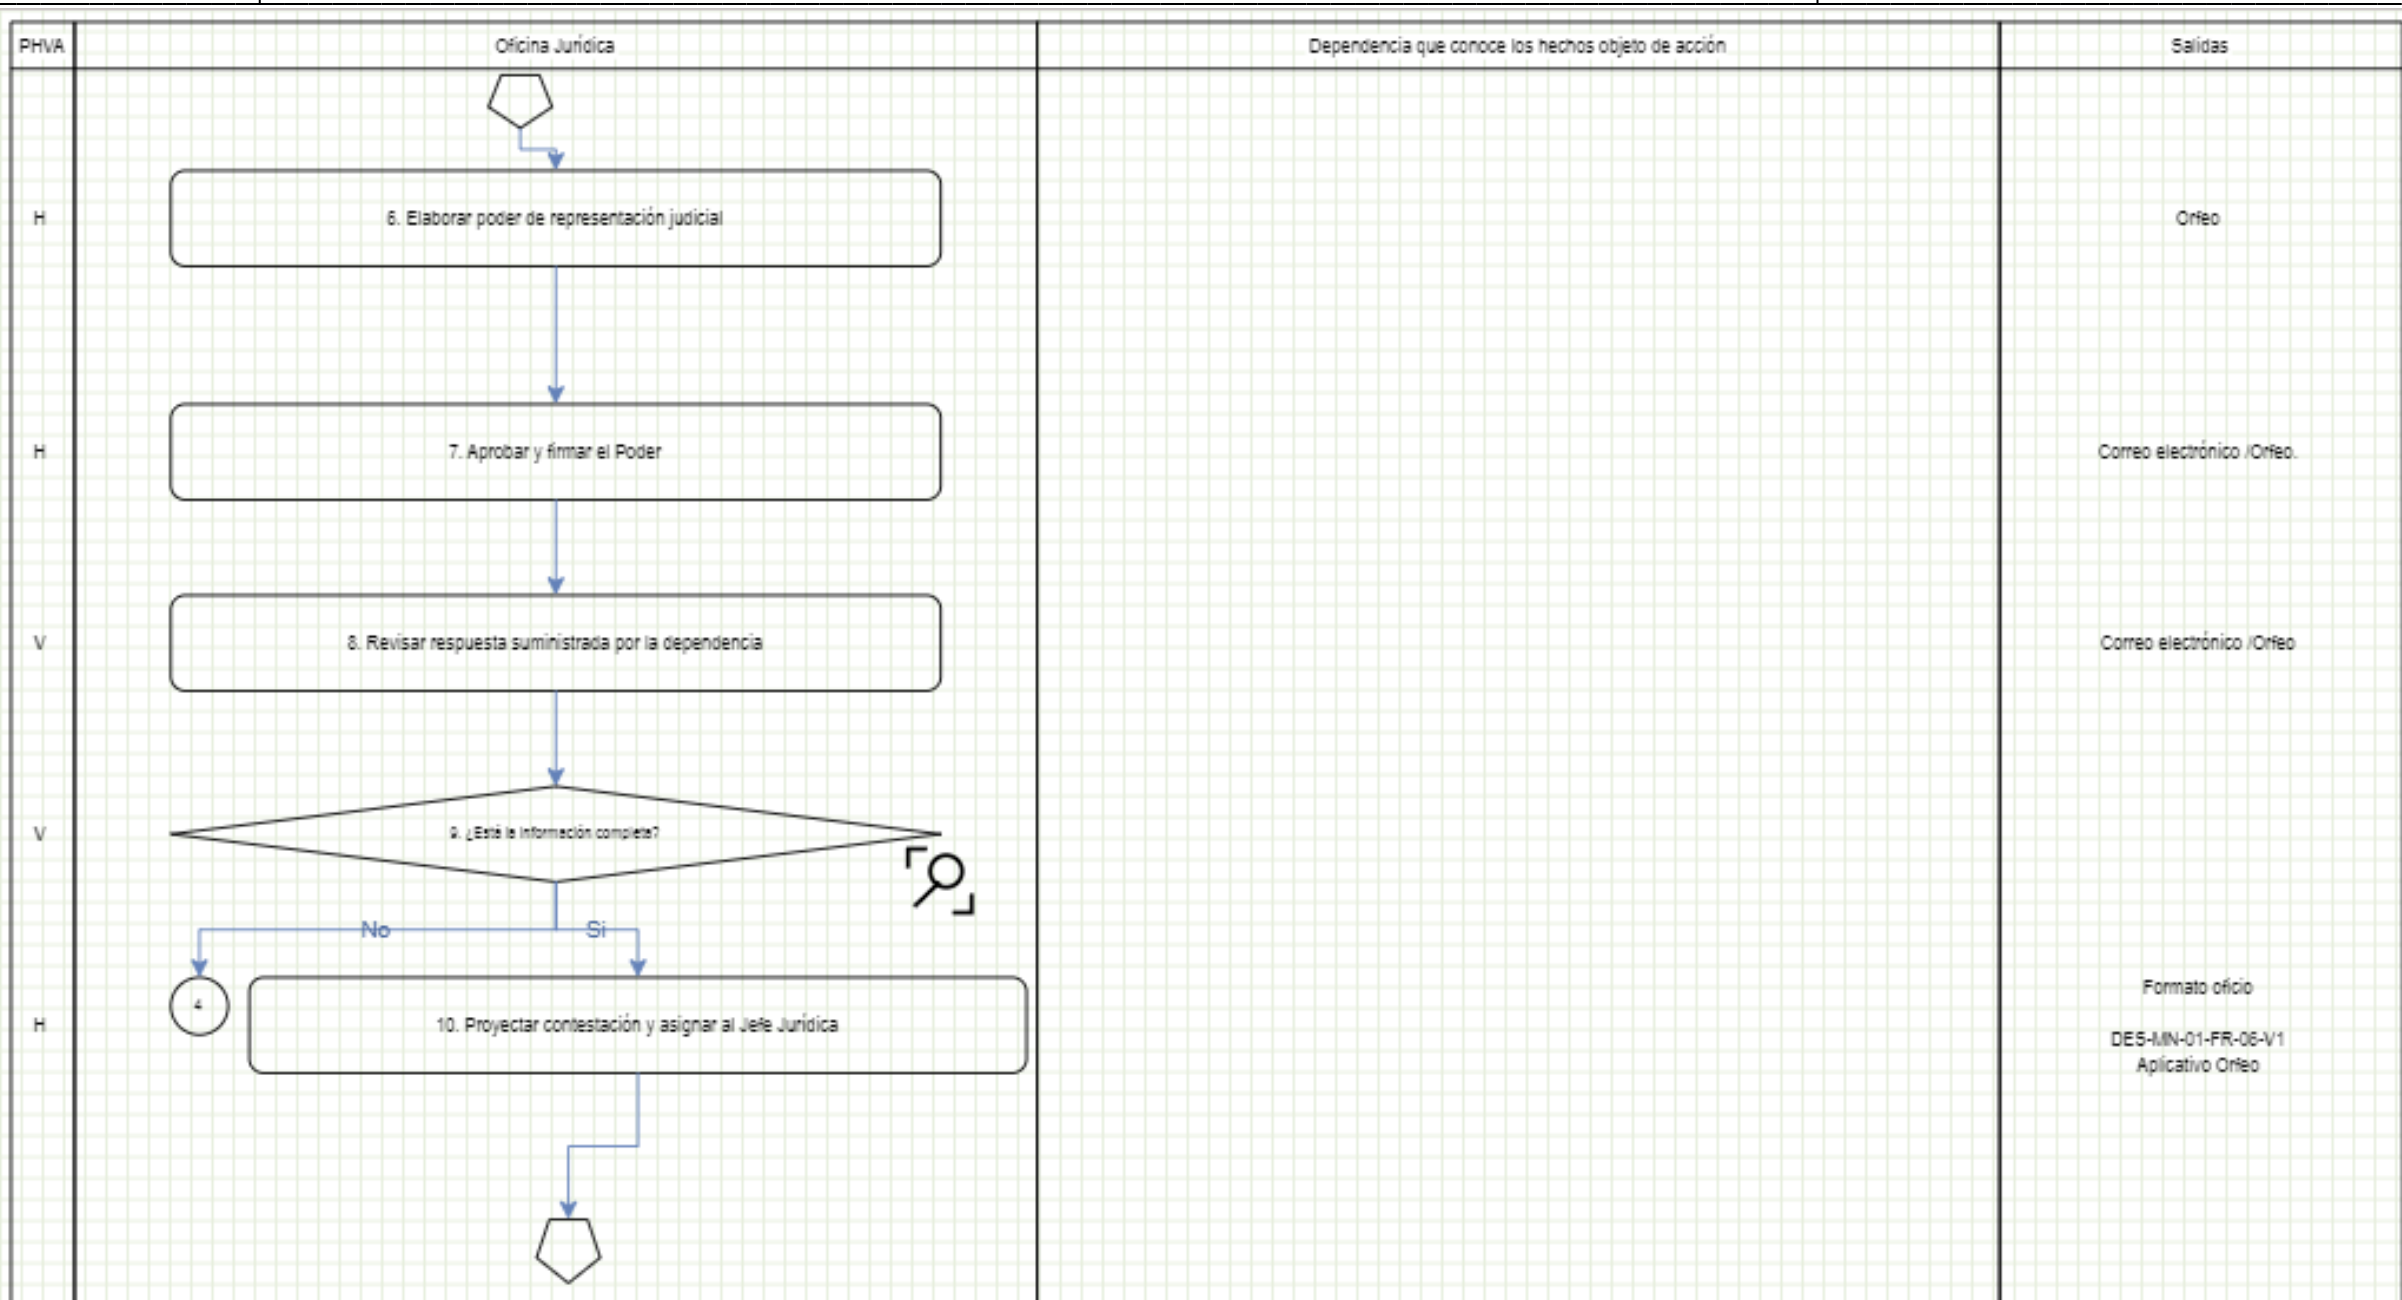 PHVA Oficina Jurídica Dependencia que conoce los hechos objeto de acción Salidas
H 6. Elaborar poder de representación judicial Orfeo
H 7. Aprobar y firmar el Poder Correo electrónico /Orfeo.
V 8. Revisar respuesta suministrada por la dependencia Correo electrónico /Orfeo
V 9. ¿Está la información completa?
No Si
4
H 10. Proyectar contestación y asignar al Jefe Jurídica
Formato oficio
DES-MN-01-FR-06-V1
Aplicativo Orfeo